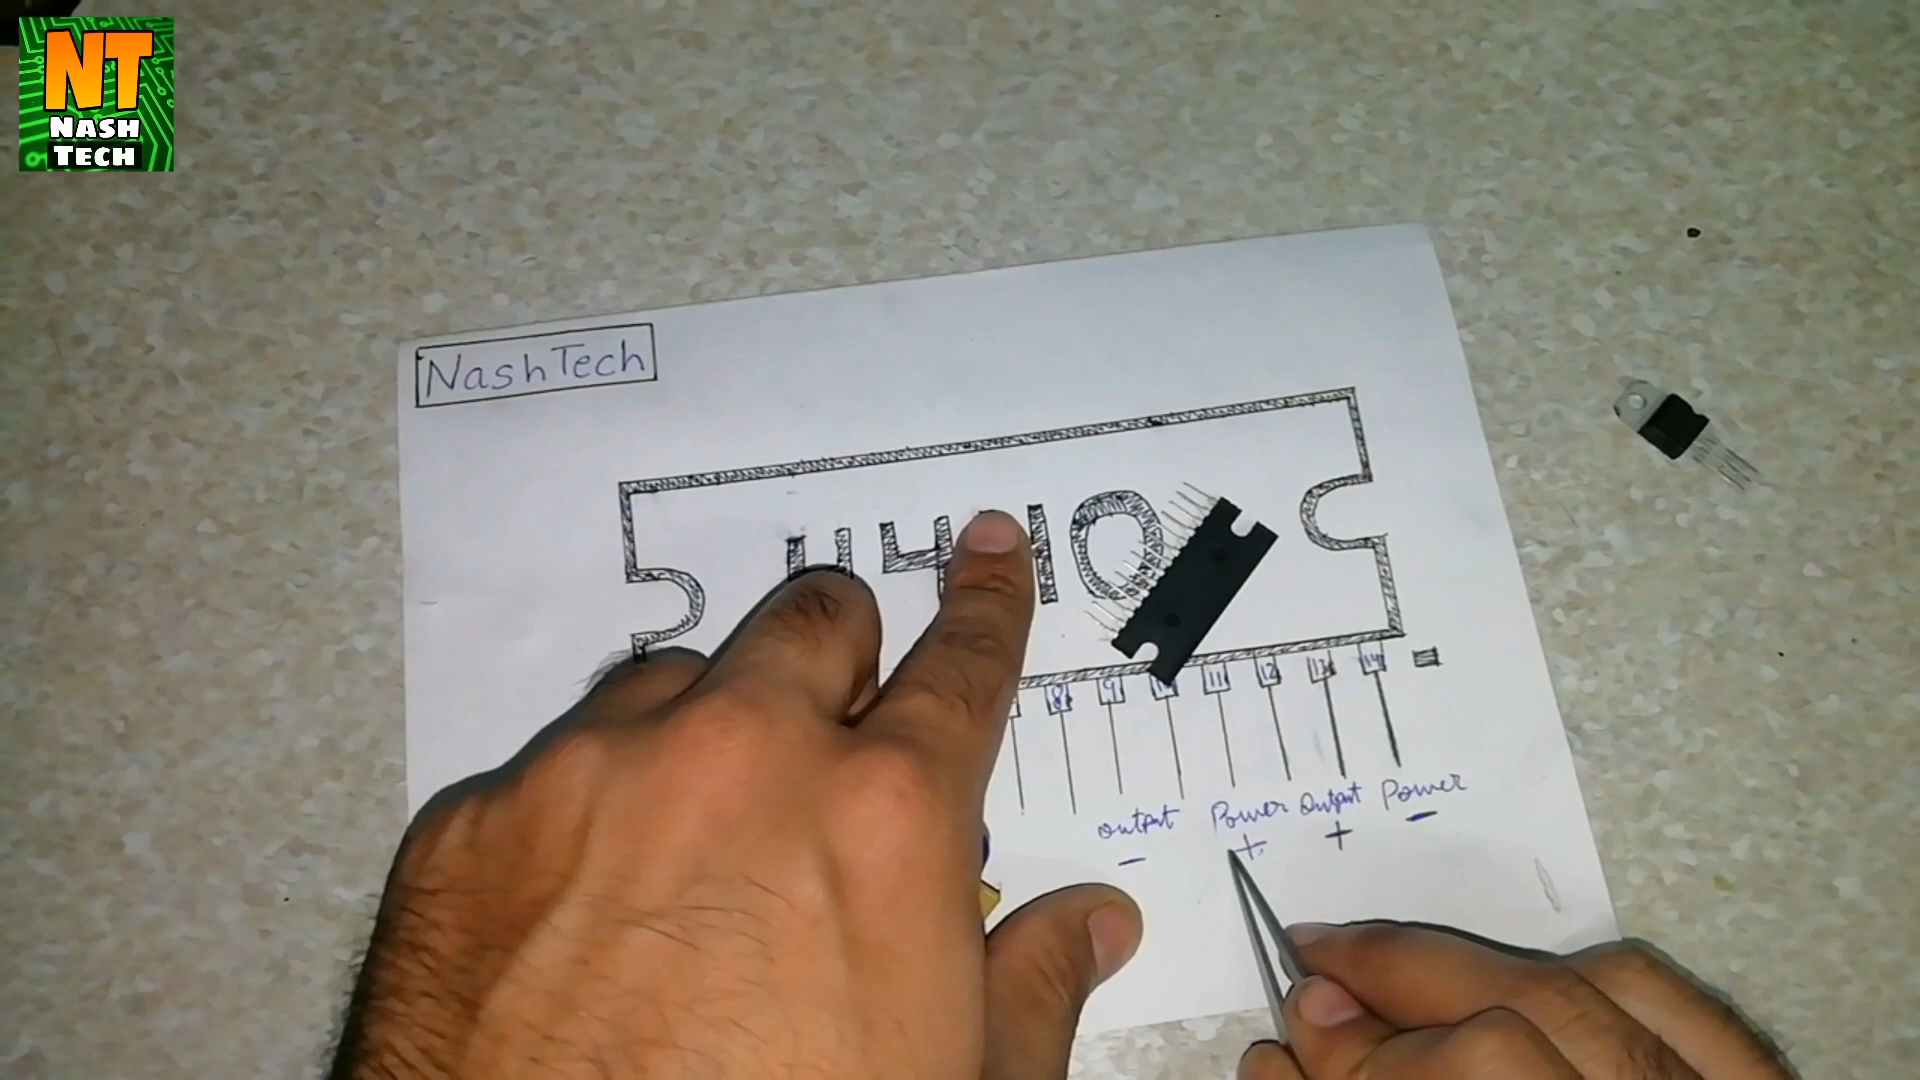 NT
NASH
TECH
NashTech
4410
8 9 10 11 12 13 14
output Power Output Power
- + + -